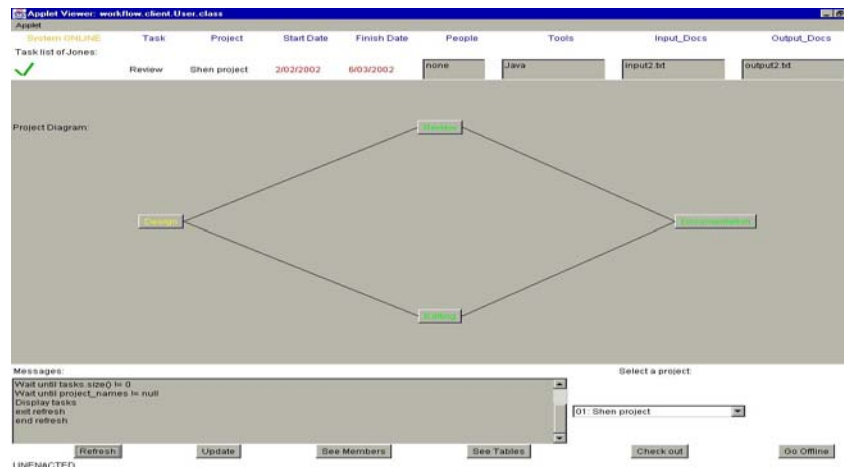 Applet Viewer: workflow.client.User.class
Applet
System ONLINE Task Project Start Date Finish Date People Tools Input_Docs Output_Docs
Task list of Jones:
Review Shen project 2/02/2002 6/03/2002 none Java input2.txt output2.txt
Project Diagram:
Review
Design
Documentation
Editing
Messages: Select a project:
Wait until tasks.size() != 0
Wait until project_names != null
Display tasks
exit refresh
end refresh
01: Shen project
Refresh Update See Members See Tables Check out Go Offline
UNENACTED